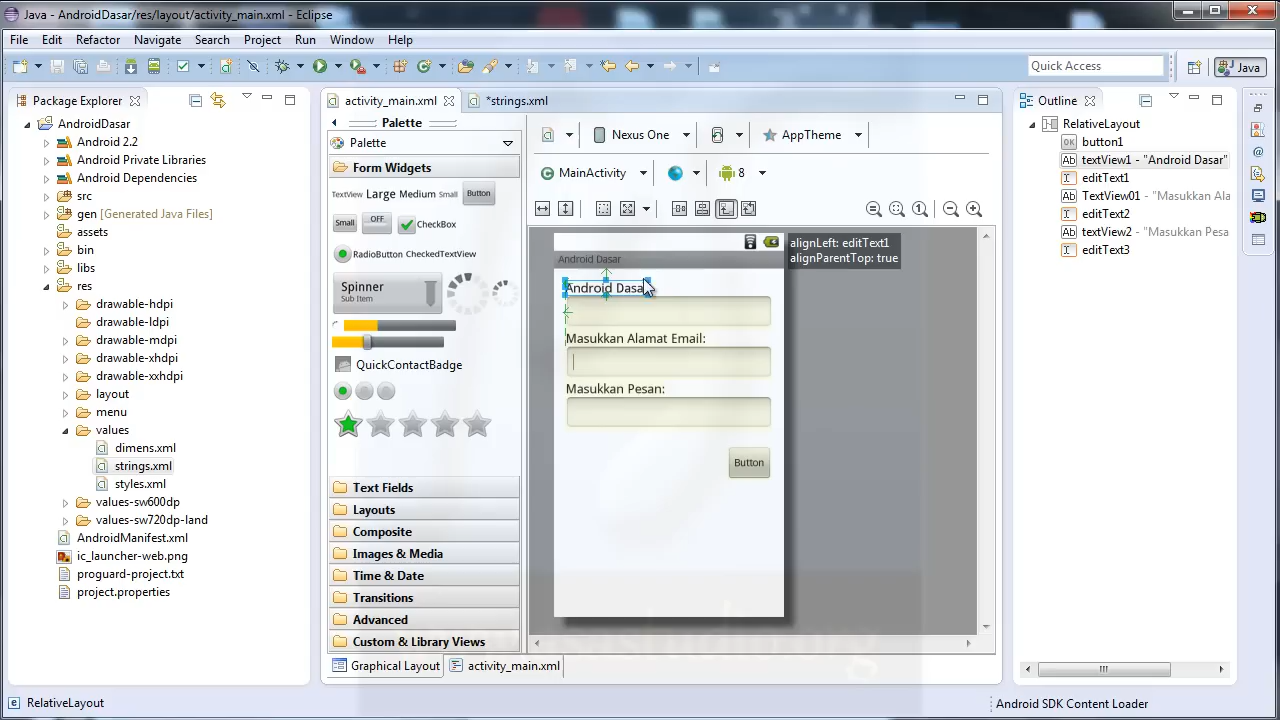 Java - AndroidDasar/res/layout/activity_main.xml - Eclipse
File Edit Refactor Navigate Search Project Run Window Help
Quick Access
Java
Package Explorer
AndroidDasar
Android 2.2
Android Private Libraries
Android Dependencies
src
gen [Generated Java Files]
assets
bin
libs
res
drawable-hdpi
drawable-ldpi
drawable-mdpi
drawable-xhdpi
drawable-xxhdpi
layout
menu
values
dimens.xml
strings.xml
styles.xml
values-sw600dp
values-sw720dp-land
AndroidManifest.xml
ic_launcher-web.png
proguard-project.txt
project.properties
activity_main.xml
*strings.xml
Palette
Palette
Form Widgets
TextView Large Medium Small Button
Small OFF CheckBox
RadioButton CheckedTextView
Spinner
Sub Item
QuickContactBadge
Text Fields
Layouts
Composite
Images & Media
Time & Date
Transitions
Advanced
Custom & Library Views
Graphical Layout
activity_main.xml
Nexus One
AppTheme
MainActivity
8
Android Dasar
alignLeft: editText1
alignParentTop: true
Android Dasar
Masukkan Alamat Email:
Masukkan Pesan:
Button
Outline
RelativeLayout
OK button1
Ab textView1 - "Android Dasar"
editText1
Ab TextView01 - "Masukkan Ala
editText2
Ab textView2 - "Masukkan Pesa
editText3
RelativeLayout
Android SDK Content Loader